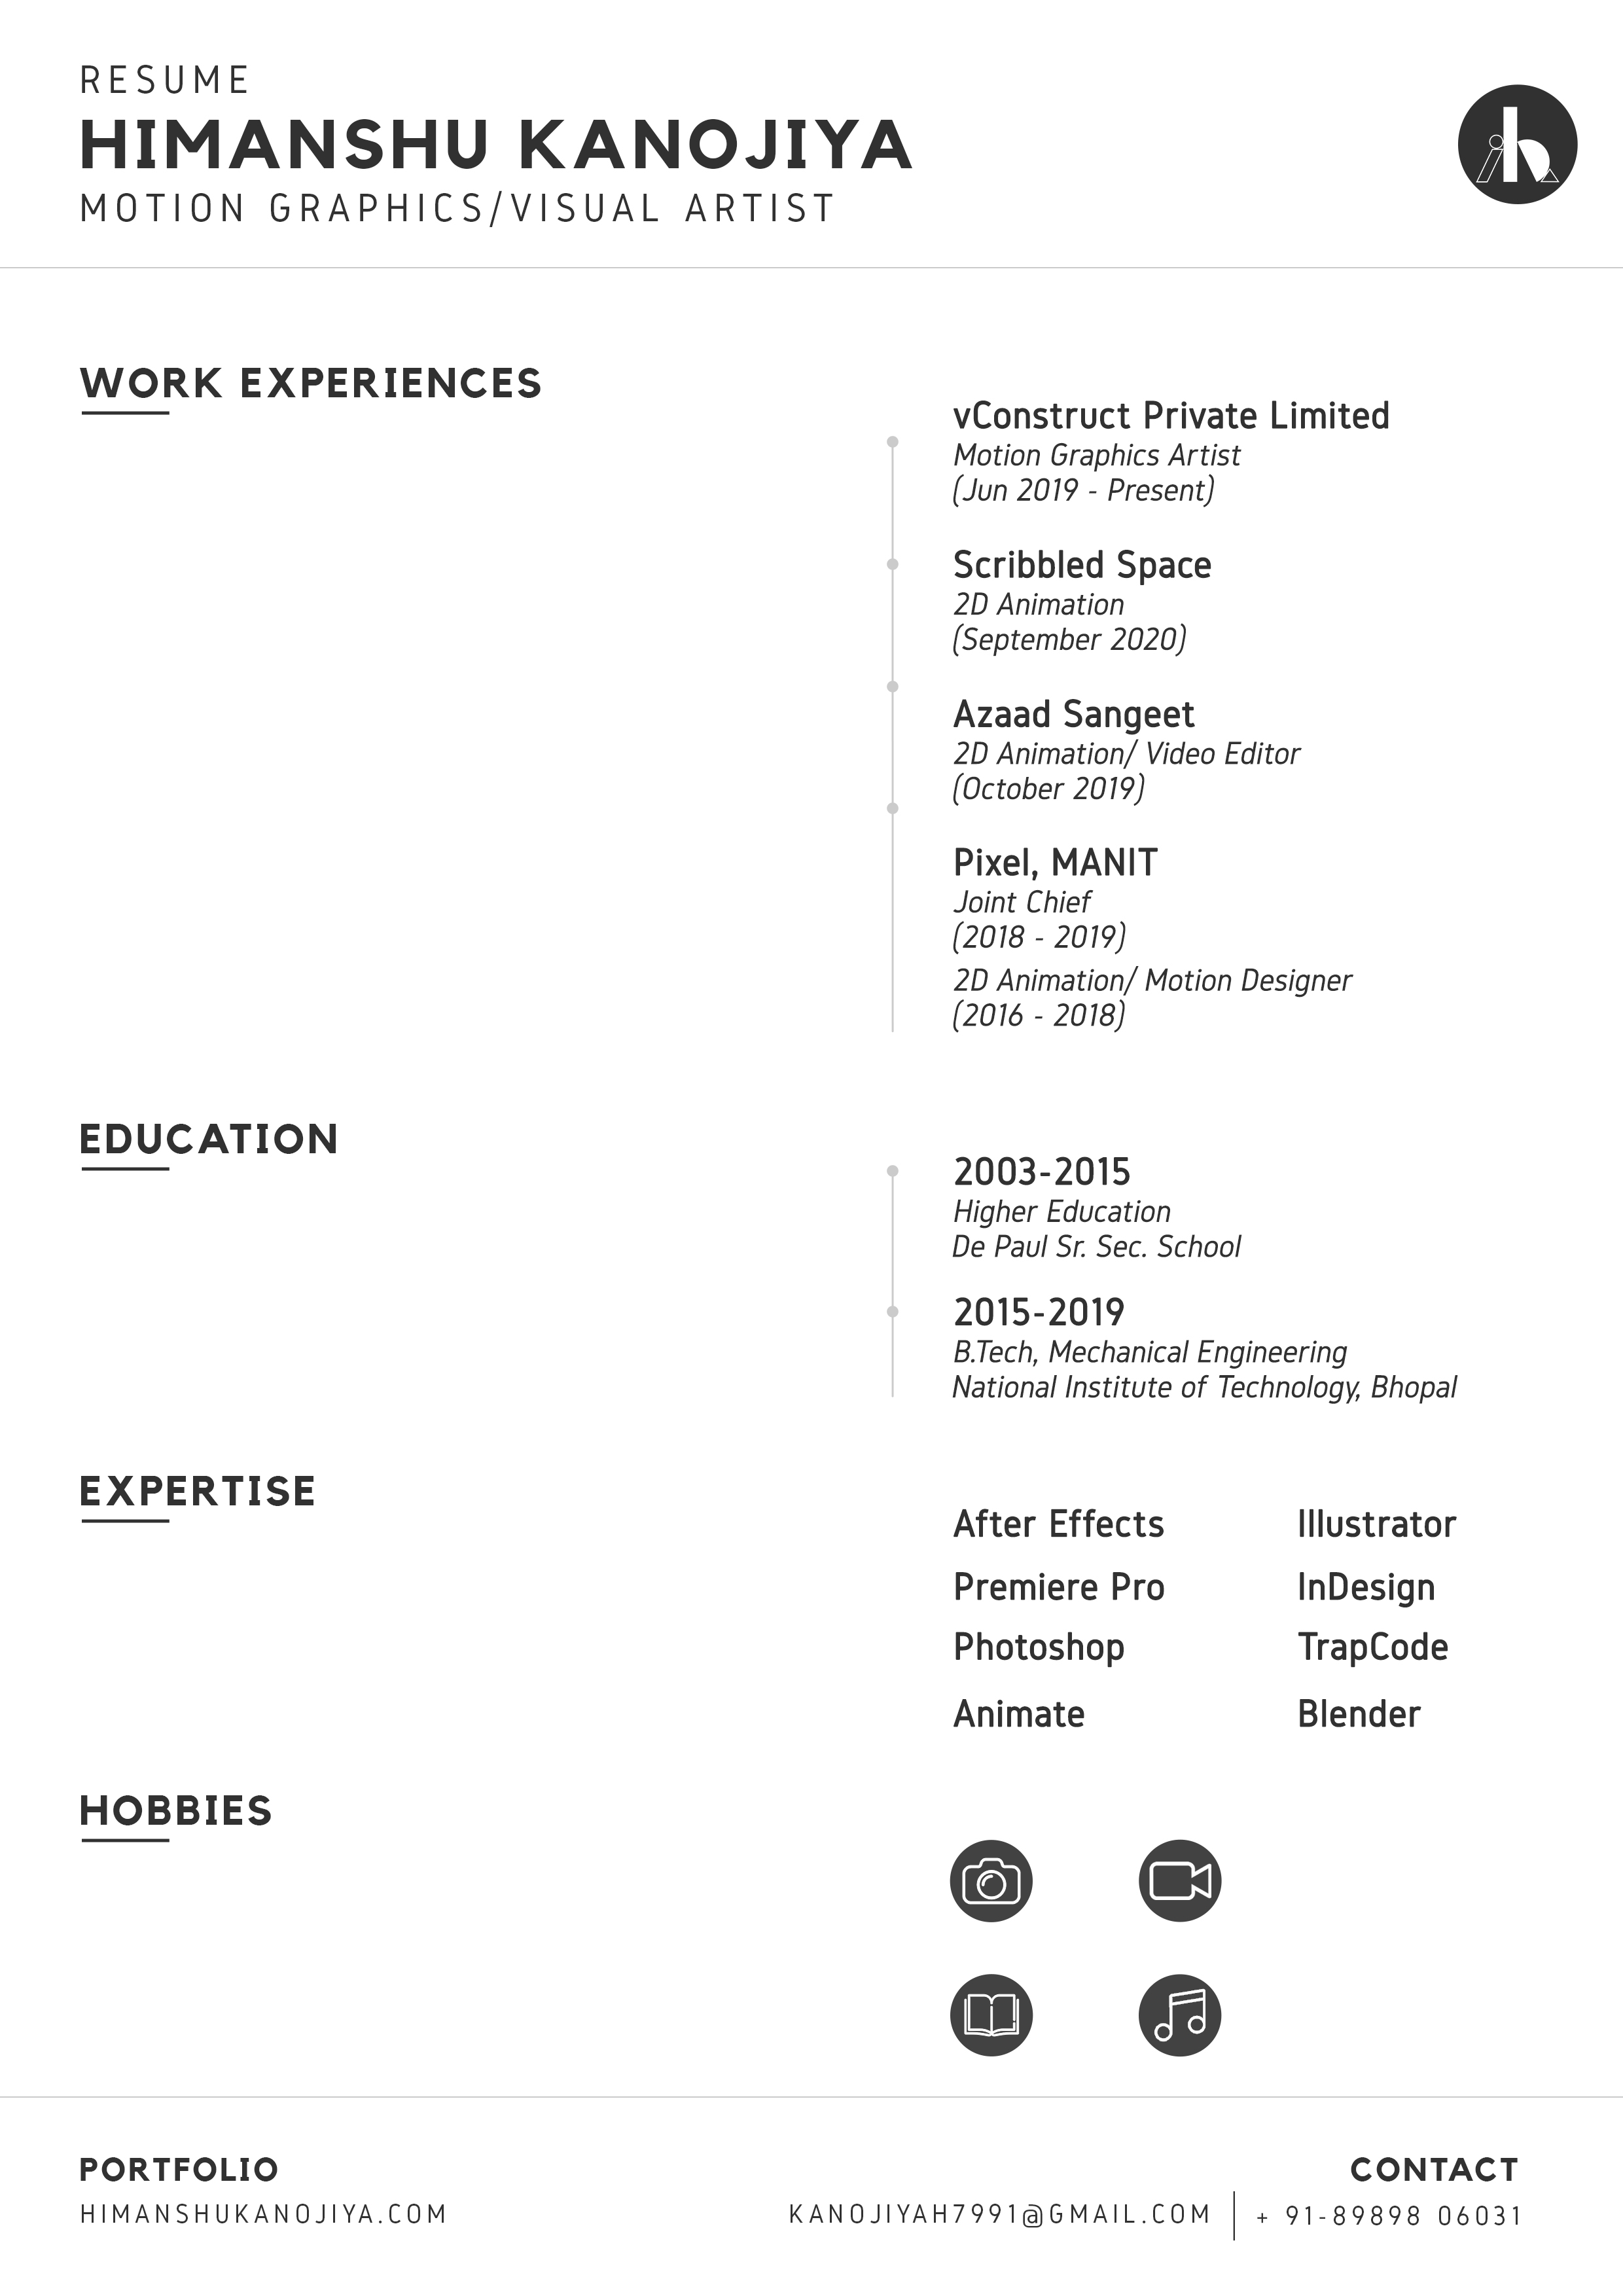 RESUME
HIMANSHU KANOJIYA
MOTION GRAPHICS/VISUAL ARTIST
h
WORK EXPERIENCES
vConstruct Private Limited
Motion Graphics Artist
(Jun 2019 - Present)
Scribbled Space
2D Animation
(September 2020)
Azaad Sangeet
2D Animation/ Video Editor
(October 2019)
Pixel, MANIT
Joint Chief
(2018 - 2019)
2D Animation/ Motion Designer
(2016 - 2018)
EDUCATION
2003-2015
Higher Education
De Paul Sr. Sec. School
2015-2019
B.Tech, Mechanical Engineering
National Institute of Technology, Bhopal
EXPERTISE
After Effects Illustrator
Premiere Pro InDesign
Photoshop TrapCode
Animate Blender
HOBBIES
PORTFOLIO
HIMANSHUKANOJIYA.COM
CONTACT
KANOJIYAH7991@GMAIL.COM + 91-89898 06031